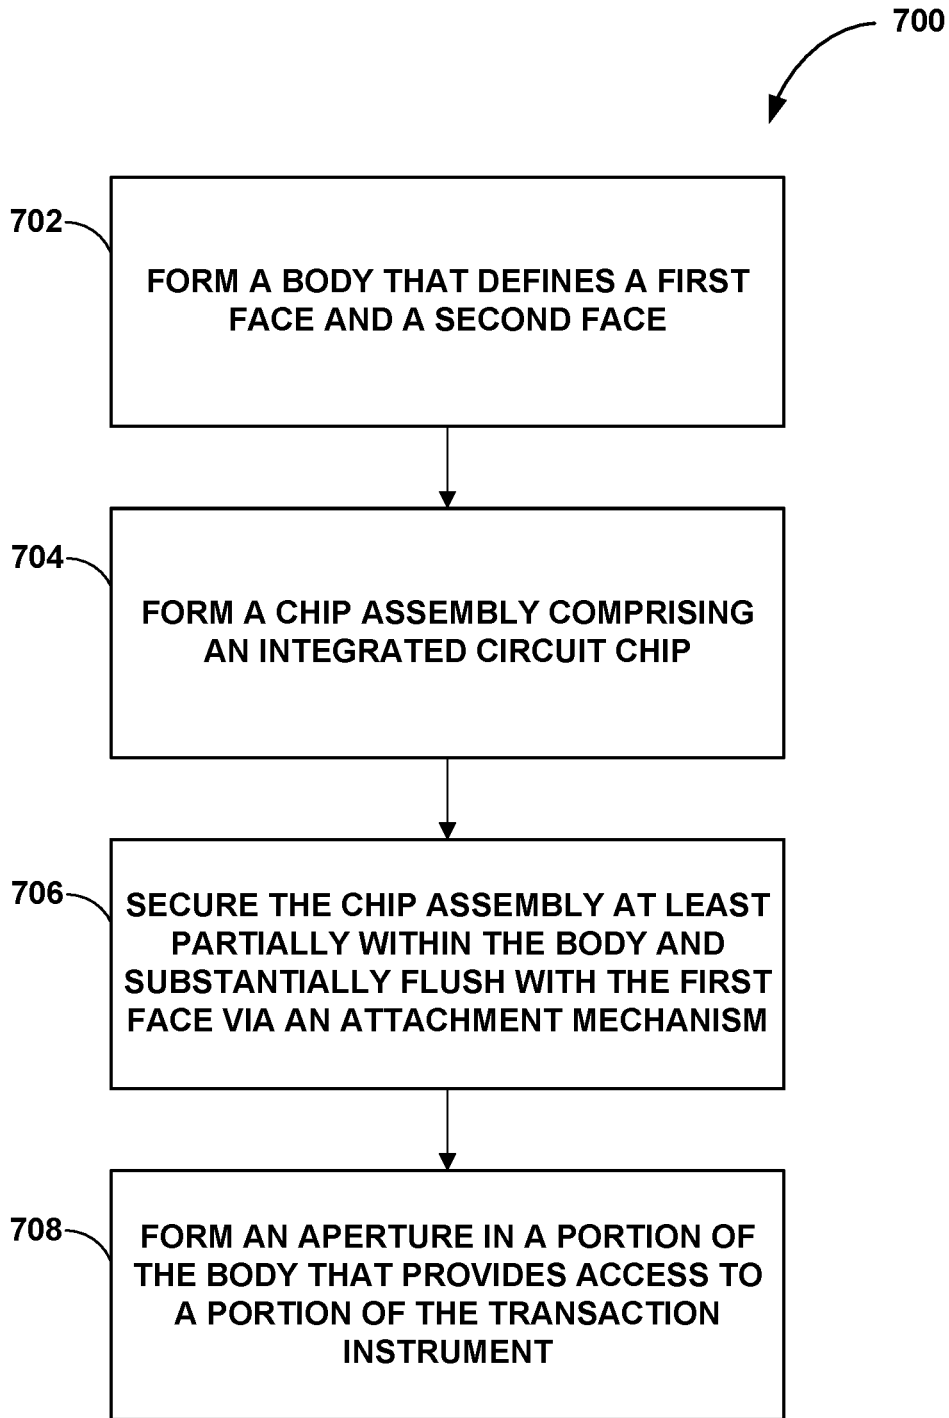 700
702
FORM A BODY THAT DEFINES A FIRST
FACE AND A SECOND FACE
704
FORM A CHIP ASSEMBLY COMPRISING
AN INTEGRATED CIRCUIT CHIP
706
SECURE THE CHIP ASSEMBLY AT LEAST
PARTIALLY WITHIN THE BODY AND
SUBSTANTIALLY FLUSH WITH THE FIRST
FACE VIA AN ATTACHMENT MECHANISM
708
FORM AN APERTURE IN A PORTION OF
THE BODY THAT PROVIDES ACCESS TO
A PORTION OF THE TRANSACTION
INSTRUMENT